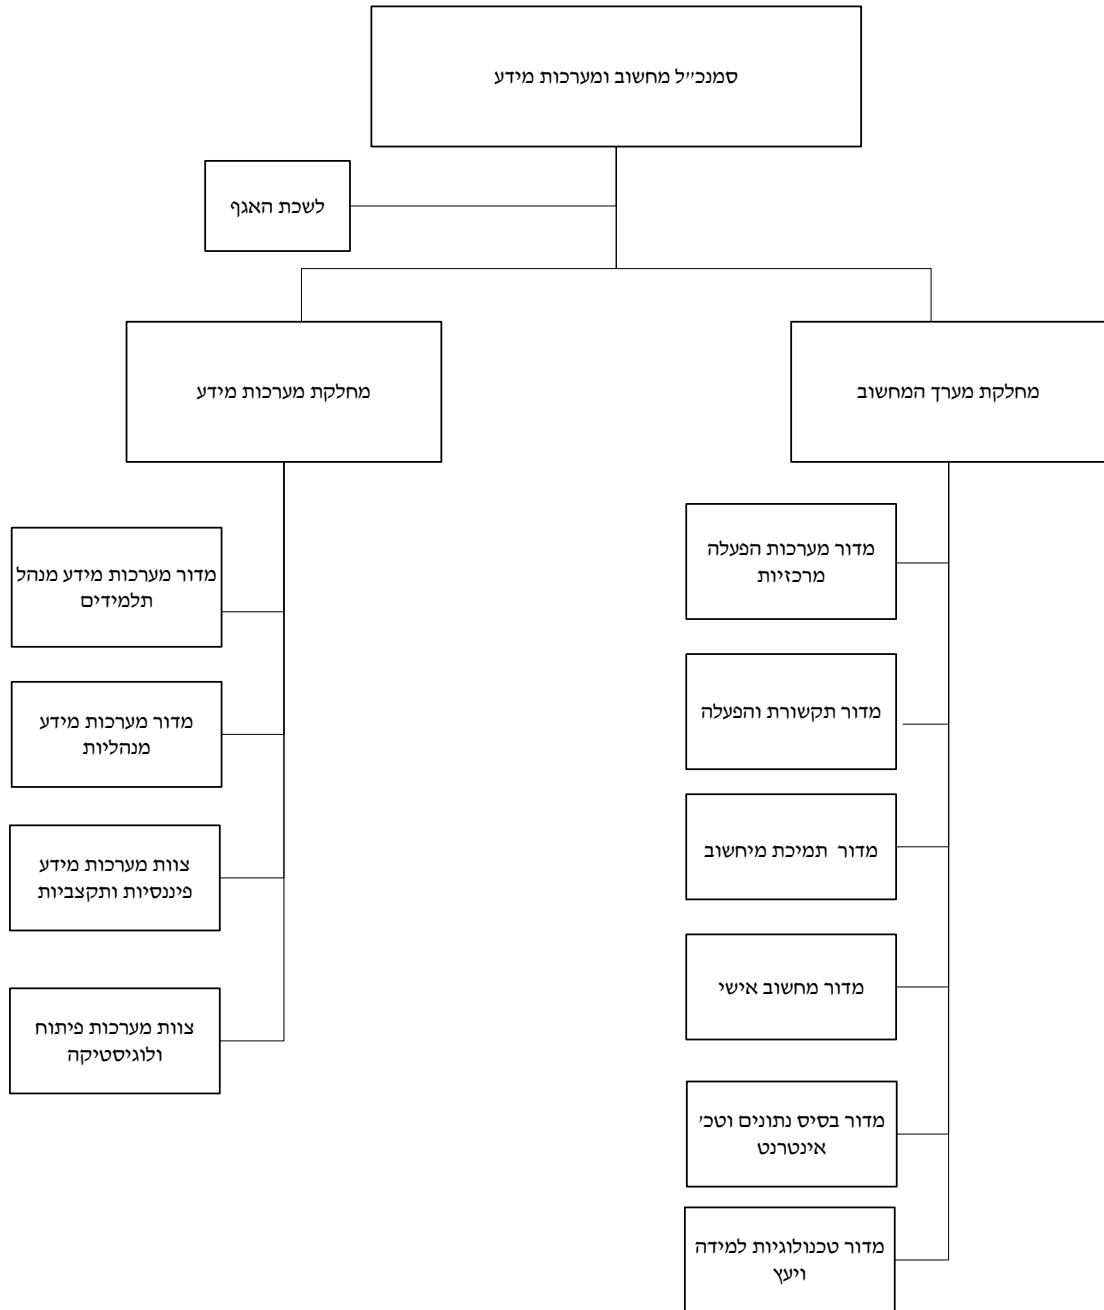 סמנכ״ל מחשוב ומערכות מידע
לשכת האגף
מחלקת מערך המחשוב
מדור מערכות הפעלה
מרכזיות
מדור תקשורת והפעלה
מדור תמיכת מיחשוב
מדור מחשוב אישי
מדור בסיס נתונים וטכ׳
אינטרנט
מדור טכנולוגיות למידה
ויעץ
מחלקת מערכות מידע
מדור מערכות מידע מנהל
תלמידים
מדור מערכות מידע
מנהליות
צוות מערכות מידע
פיננסיות ותקצביות
צוות מערכות פיתוח
ולוגיסטיקה